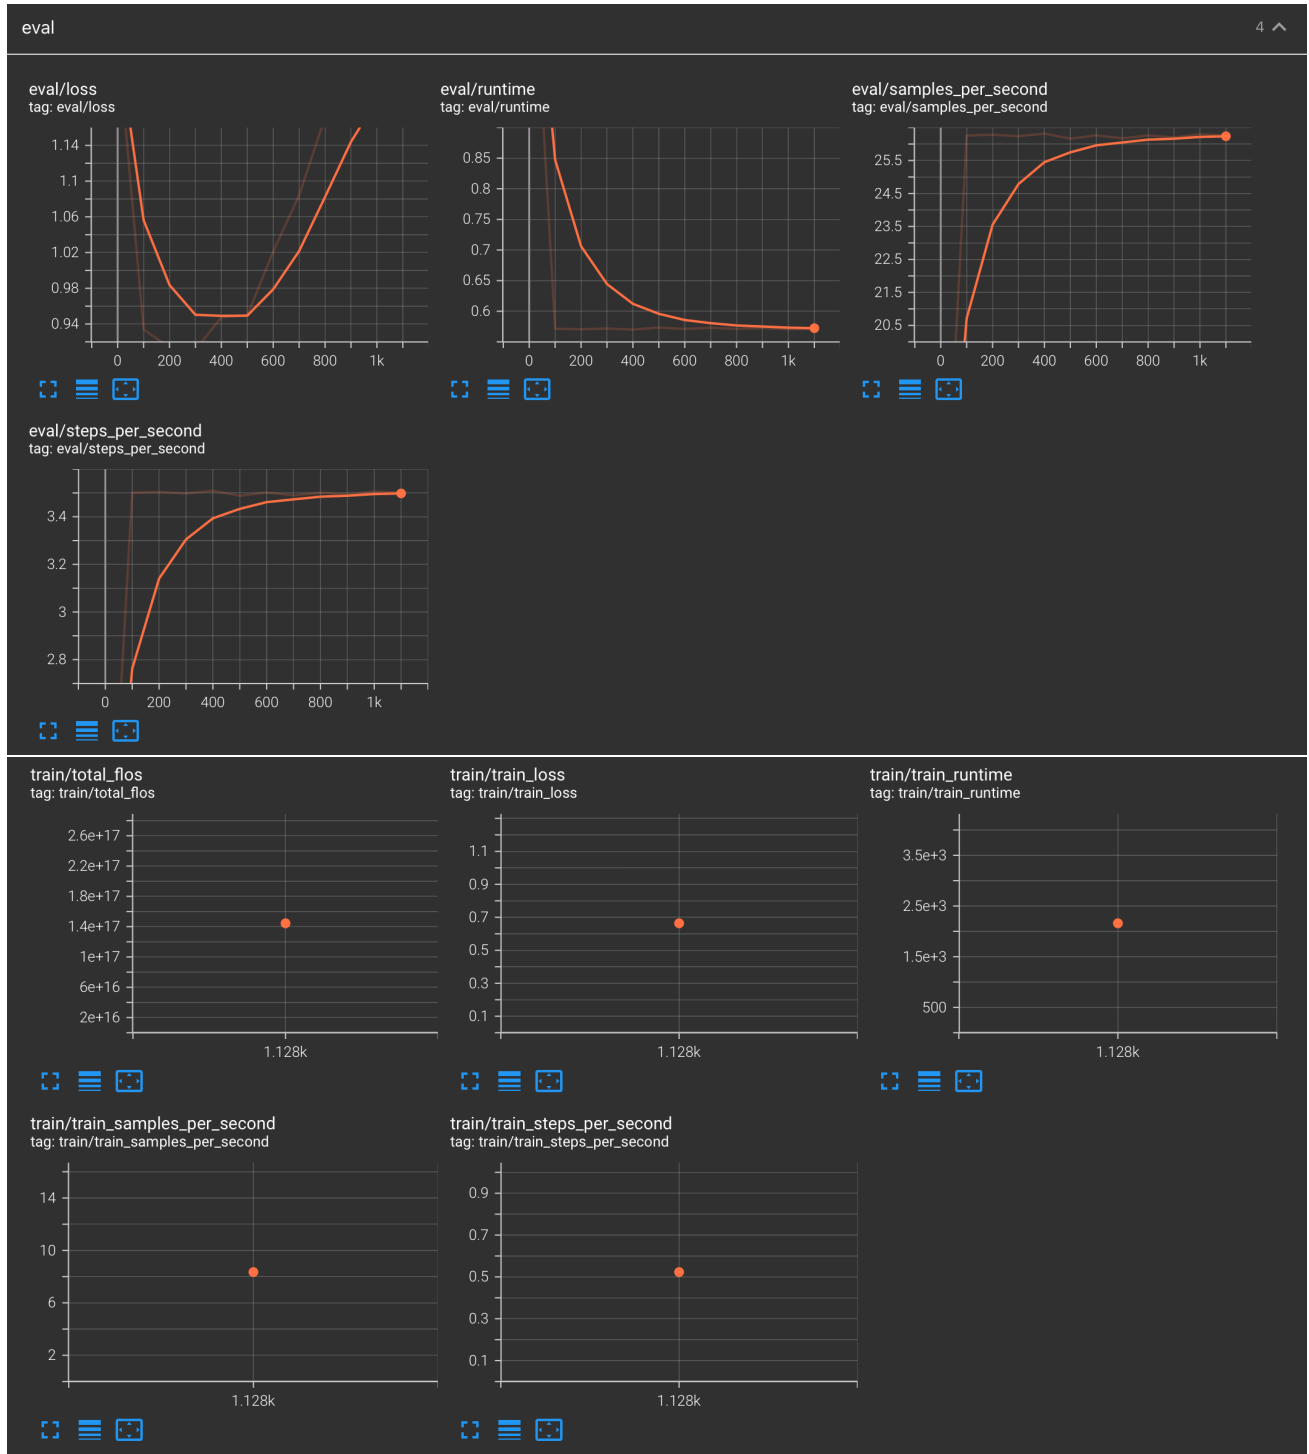 eval
4
eval/loss
tag: eval/loss
1.14
1.1
1.06
1.02
0.98
0.94
0 200 400 600 800 1k
eval/runtime
tag: eval/runtime
0.85
0.8
0.75
0.7
0.65
0.6
0 200 400 600 800 1k
eval/samples_per_second
tag: eval/samples_per_second
25.5
24.5
23.5
22.5
21.5
20.5
0 200 400 600 800 1k
eval/steps_per_second
tag: eval/steps_per_second
3.4
3.2
3
2.8
0 200 400 600 800 1k
train/total_flos
tag: train/total_flos
2.6e+17
2.2e+17
1.8e+17
1.4e+17
1e+17
6e+16
2e+16
1.128k
train/train_loss
tag: train/train_loss
1.1
0.9
0.7
0.5
0.3
0.1
1.128k
train/train_runtime
tag: train/train_runtime
3.5e+3
2.5e+3
1.5e+3
500
1.128k
train/train_samples_per_second
tag: train/train_samples_per_second
14
10
6
2
1.128k
train/train_steps_per_second
tag: train/train_steps_per_second
0.9
0.7
0.5
0.3
0.1
1.128k